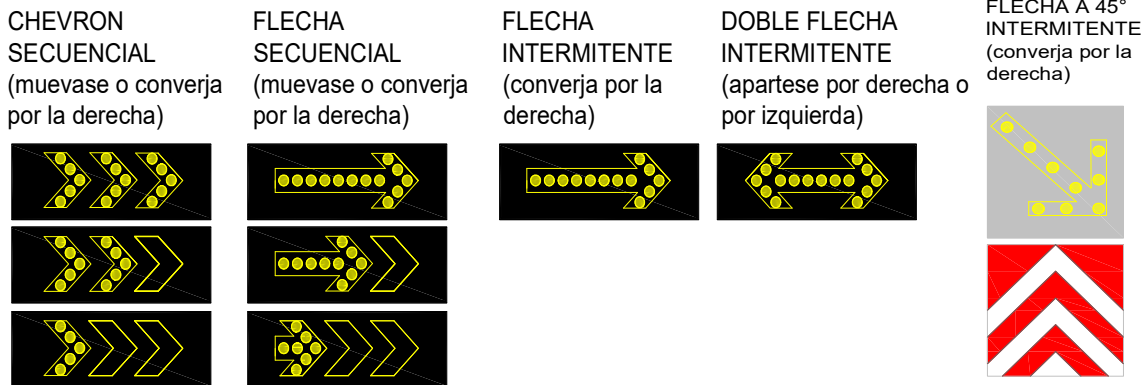 CHEVRON
SECUENCIAL
(muevase o converja
por la derecha)
FLECHA
SECUENCIAL
(muevase o converja
por la derecha)
FLECHA
INTERMITENTE
(converja por la
derecha)
DOBLE FLECHA
INTERMITENTE
(apartese por derecha o
por izquierda)
FLECHA A 45°
INTERMITENTE
(converja por la
derecha)